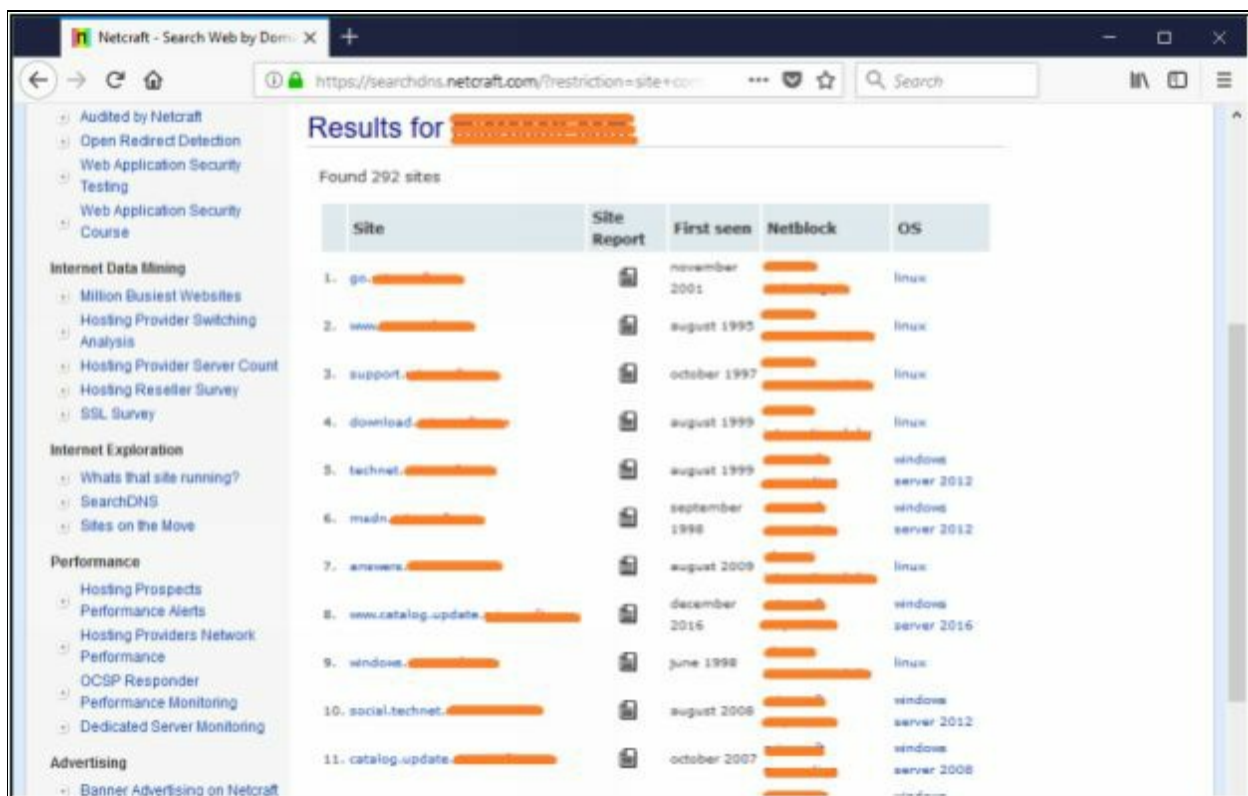 Netcraft - Search Web by Dom
https://searchdns.netcraft.com/?restriction=site+co
Search
Audited by Netcraft
Open Redirect Detection
Web Application Security
Testing
Web Application Security
Course
Internet Data Mining
Million Busiest Websites
Hosting Provider Switching
Analysis
Hosting Provider Server Count
Hosting Reseller Survey
SSL Survey
Internet Exploration
Whats that site running?
SearchDNS
Sites on the Move
Performance
Hosting Prospects
Performance Alerts
Hosting Providers Network
Performance
OCSP Responder
Performance Monitoring
Dedicated Server Monitoring
Advertising
Banner Advertising on Netcraft
Results for
Found 292 sites
Site Site Report First seen Netblock OS
1. go. november 2001 linux
2. www. august 1995 linux
3. support. october 1997 linux
4. download. august 1999 linux
5. technet. august 1999 windows server 2012
6. msdn. september 1998 windows server 2012
7. answers. august 2009 linux
8. www.catalog.update. december 2016 windows server 2016
9. windows. june 1998 linux
10. social.technet. august 2008 windows server 2012
11. catalog.update. october 2007 windows server 2008